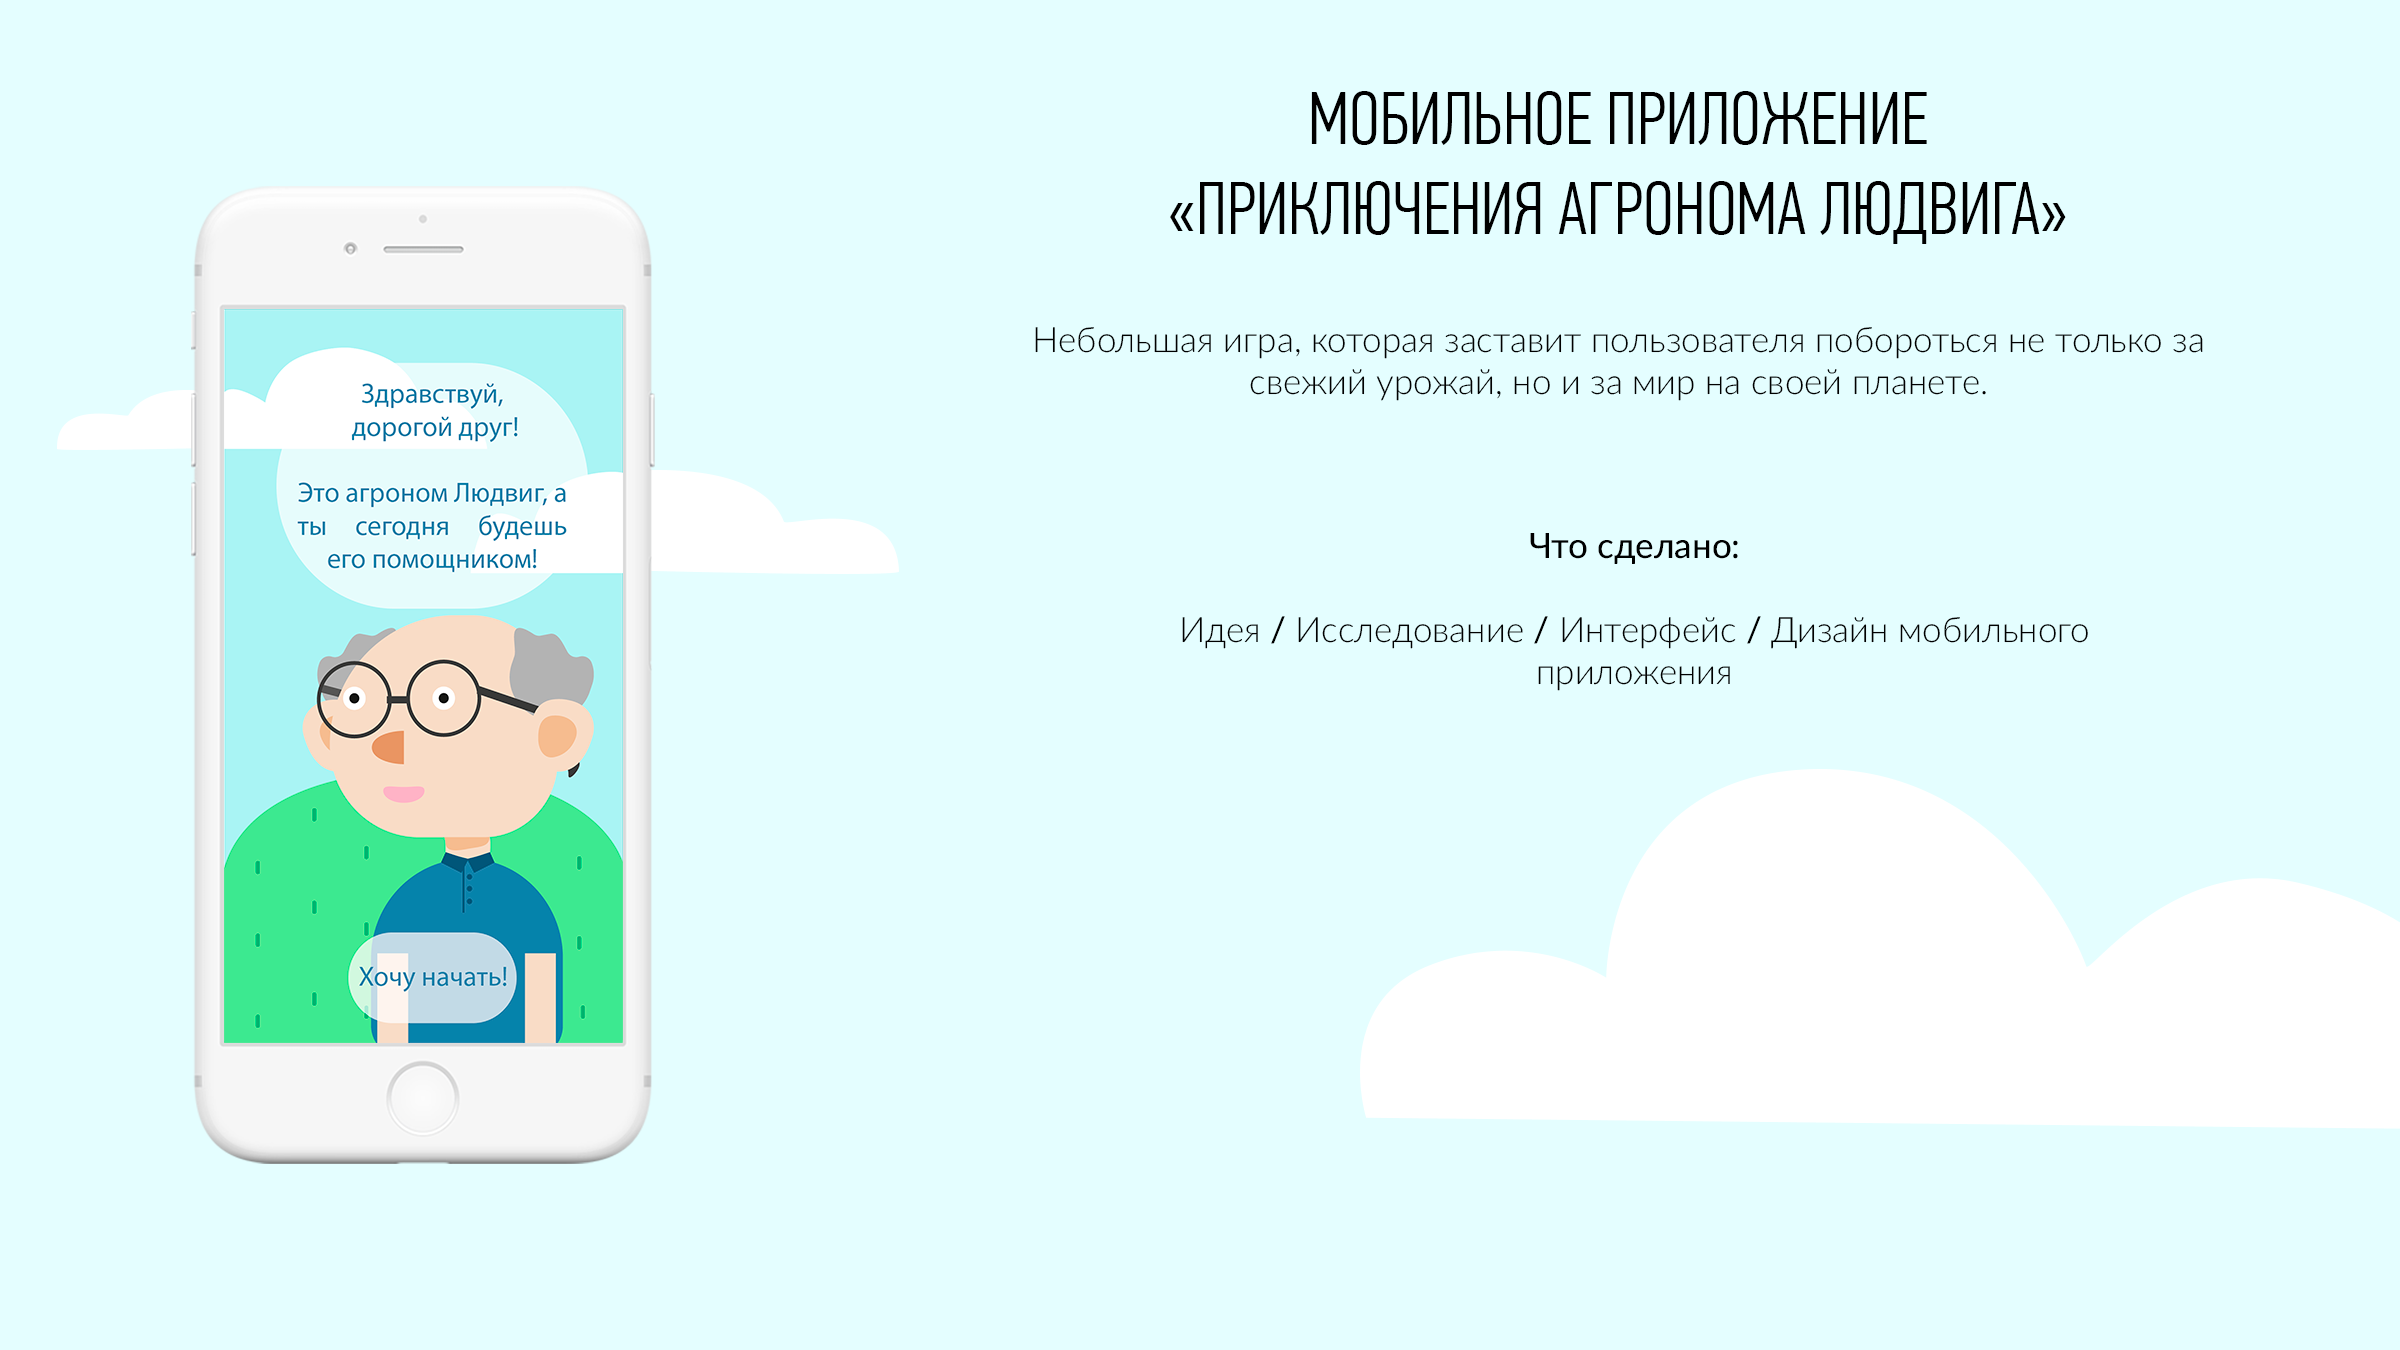 МОБИЛЬНОЕ ПРИЛОЖЕНИЕ
«ПРИКЛЮЧЕНИЯ АГРОНОМА ЛЮДВИГА»
Небольшая игра, которая заставит пользователя побороться не только за
свежий урожай, но и за мир на своей планете.
Что сделано:
Идея / Исследование / Интерфейс / Дизайн мобильного
приложения
Здравствуй,
дорогой друг!
Это агроном Людвиг, а
ты сегодня будешь
его помощником!
Хочу начать!